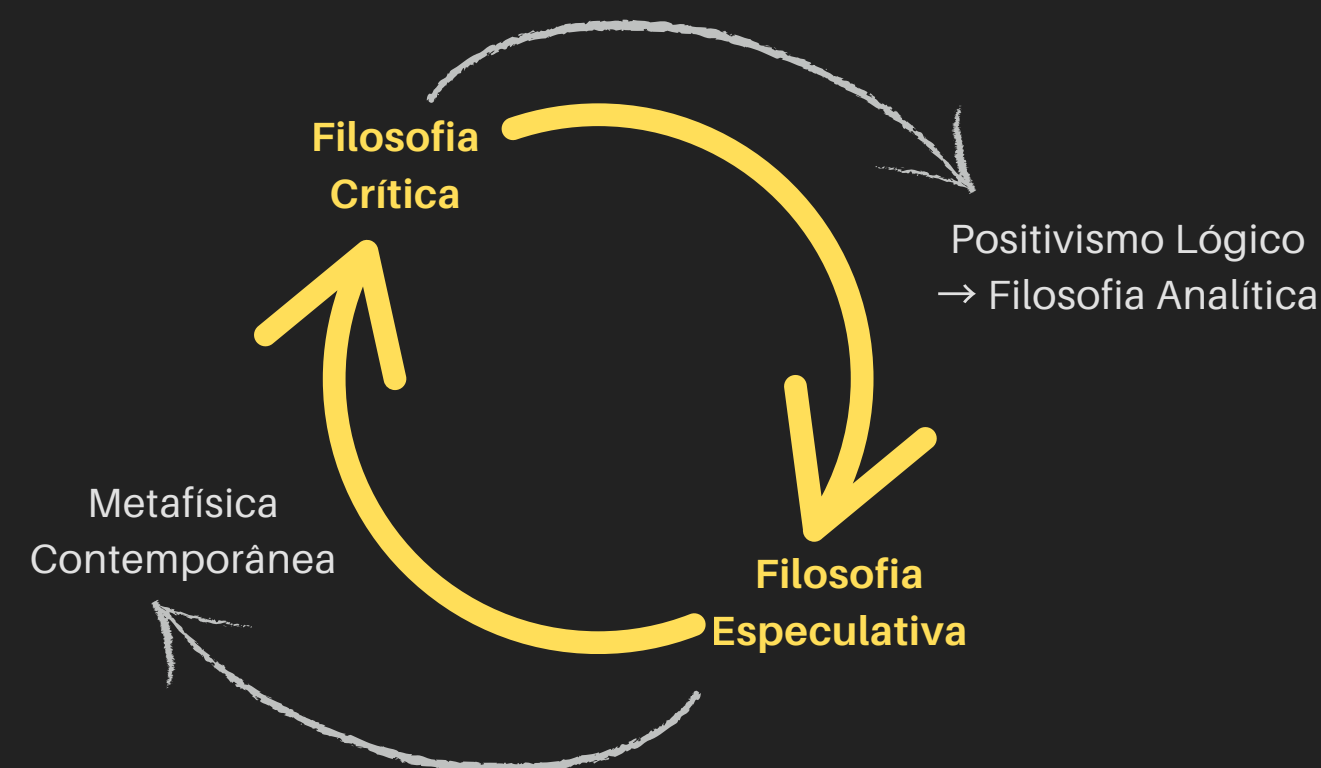 Filosofia
Crítica
Positivismo Lógico
→ Filosofia Analítica
Metafísica
Contemporânea
Filosofia
Especulativa